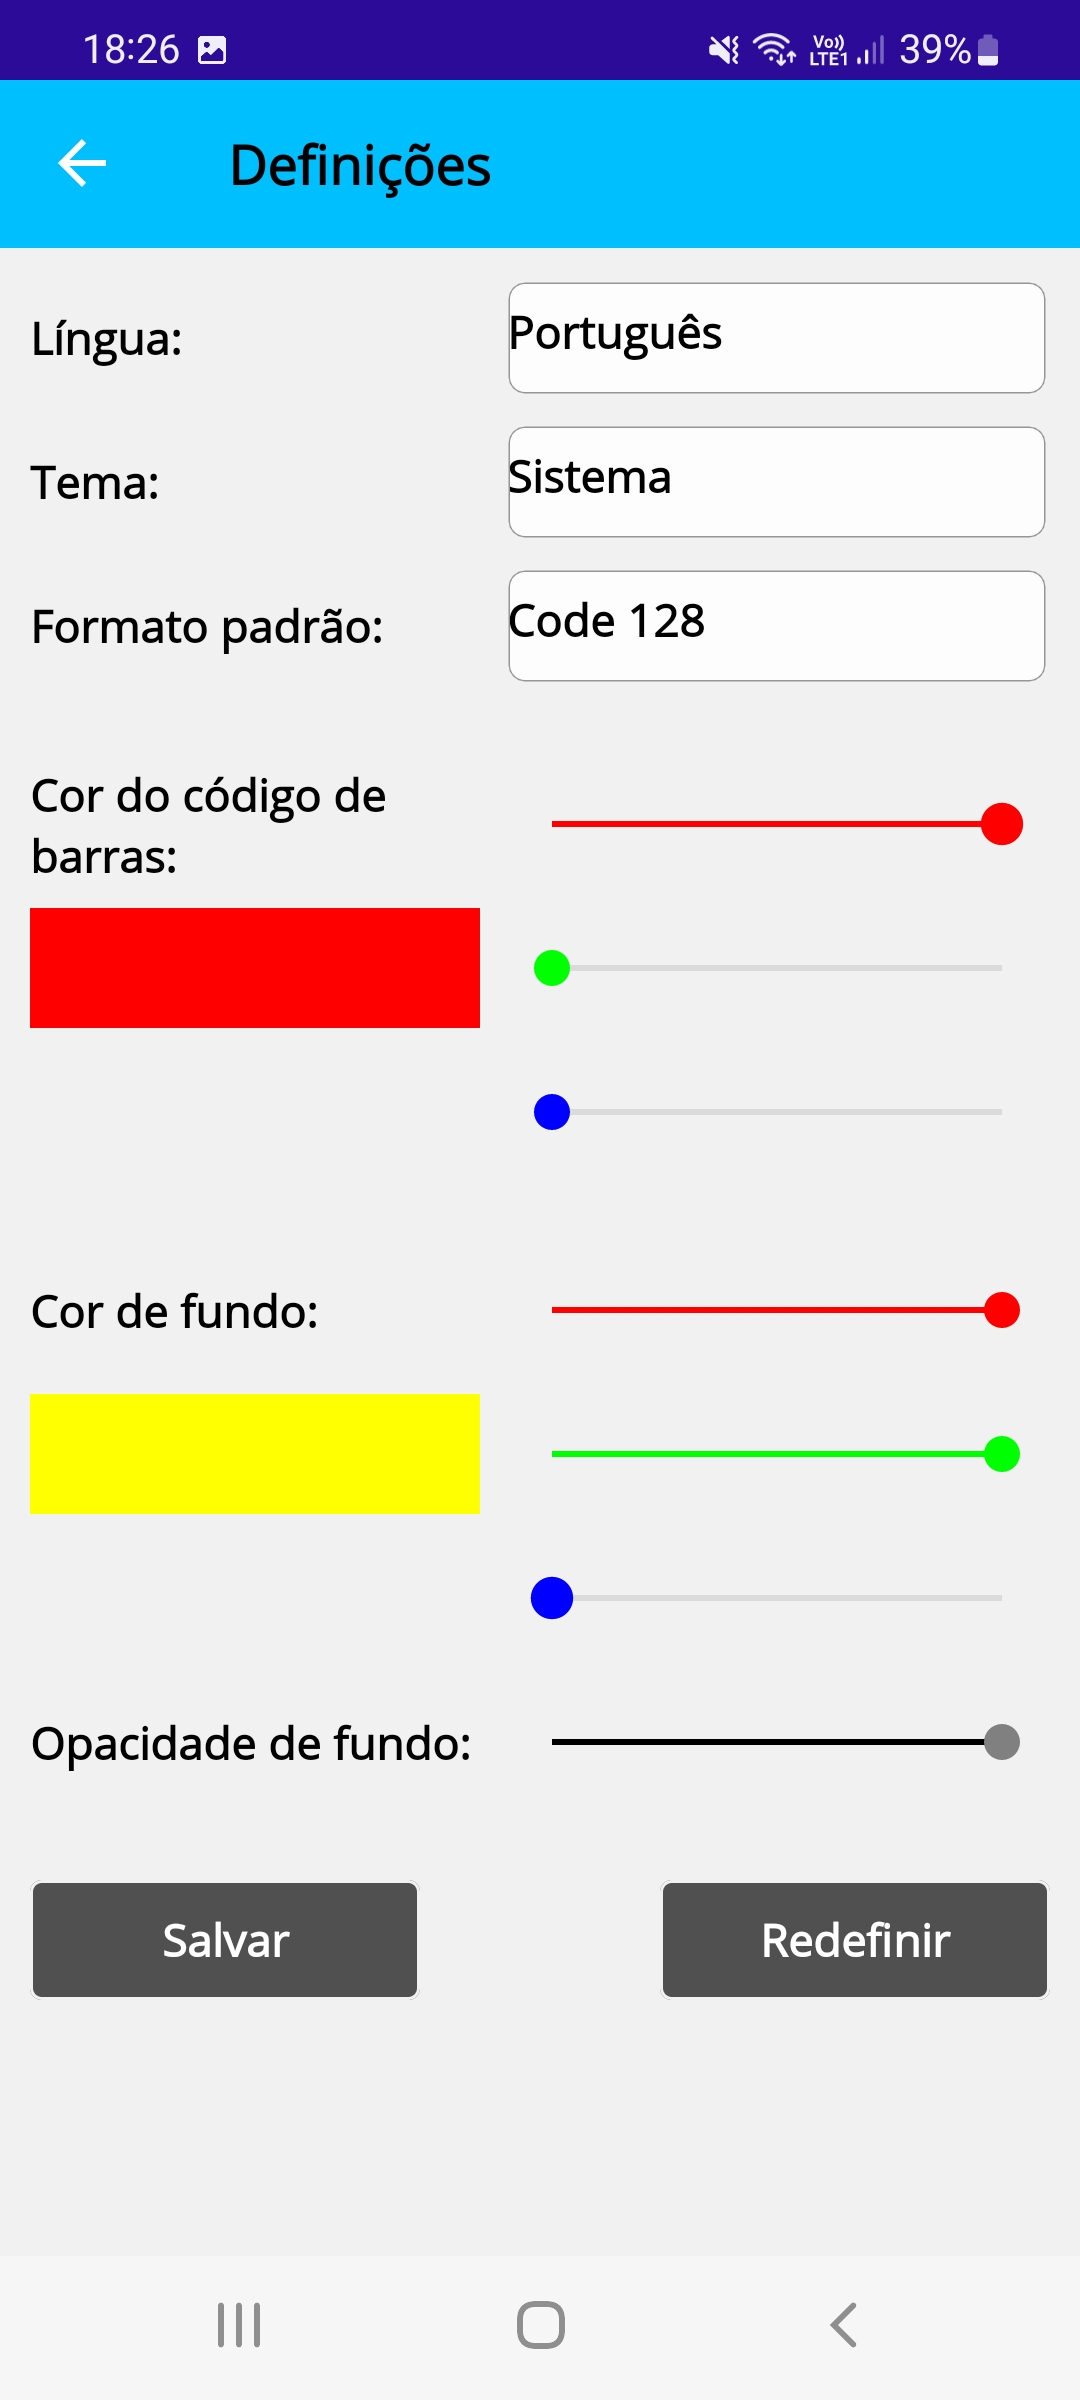 18:26
Vo)) LTE1 39%
Definições
Língua:
Português
Tema:
Sistema
Formato padrão:
Code 128
Cor do código de
barras:
Cor de fundo:
Opacidade de fundo:
Salvar
Redefinir